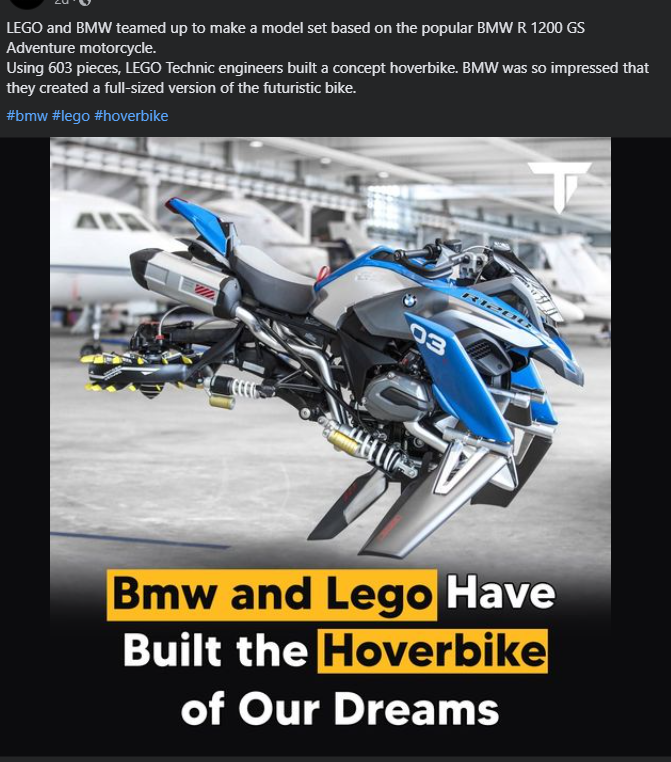 2d
LEGO and BMW teamed up to make a model set based on the popular BMW R 1200 GS
Adventure motorcycle.
Using 603 pieces, LEGO Technic engineers built a concept hoverbike. BMW was so impressed that
they created a full-sized version of the futuristic bike.
#bmw #lego #hoverbike
R1200
03
Bmw and Lego Have
Built the Hoverbike
of Our Dreams